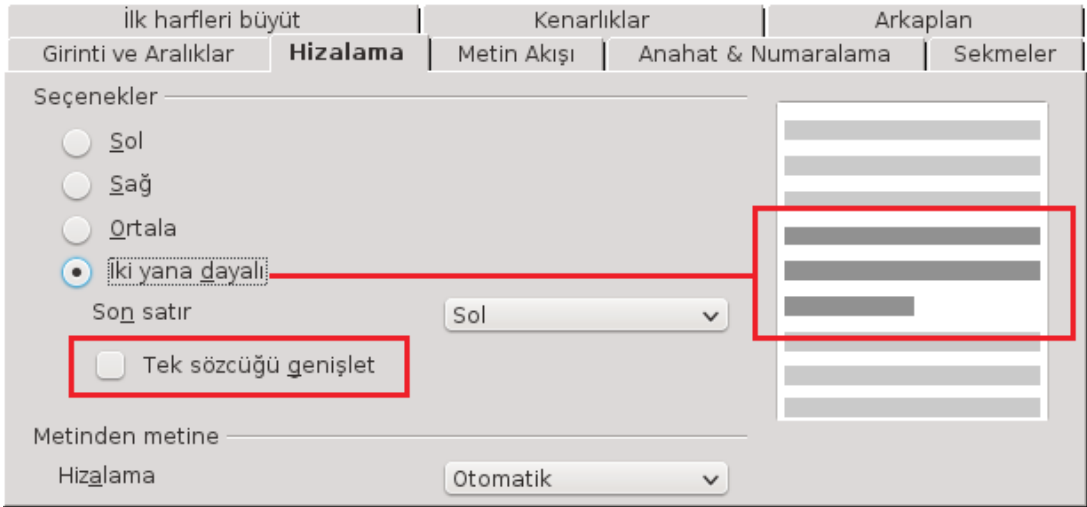 İlk harfleri büyüt Kenarlıklar Arkaplan
Girinti ve Aralıklar Hizalama Metin Akışı Anahat & Numaralama Sekmeler
Seçenekler
Sol
Sağ
Ortala
İki yana dayalı
Son satır Sol
Tek sözcüğü genişlet
Metinden metine
Hizalama Otomatik